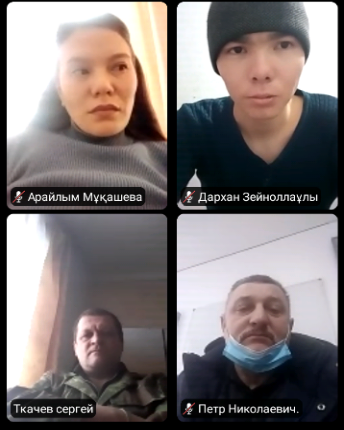 Арайлым Мұқашева
Дархан Зейноллаұлы
Ткачев сергей
Петр Николаевич.